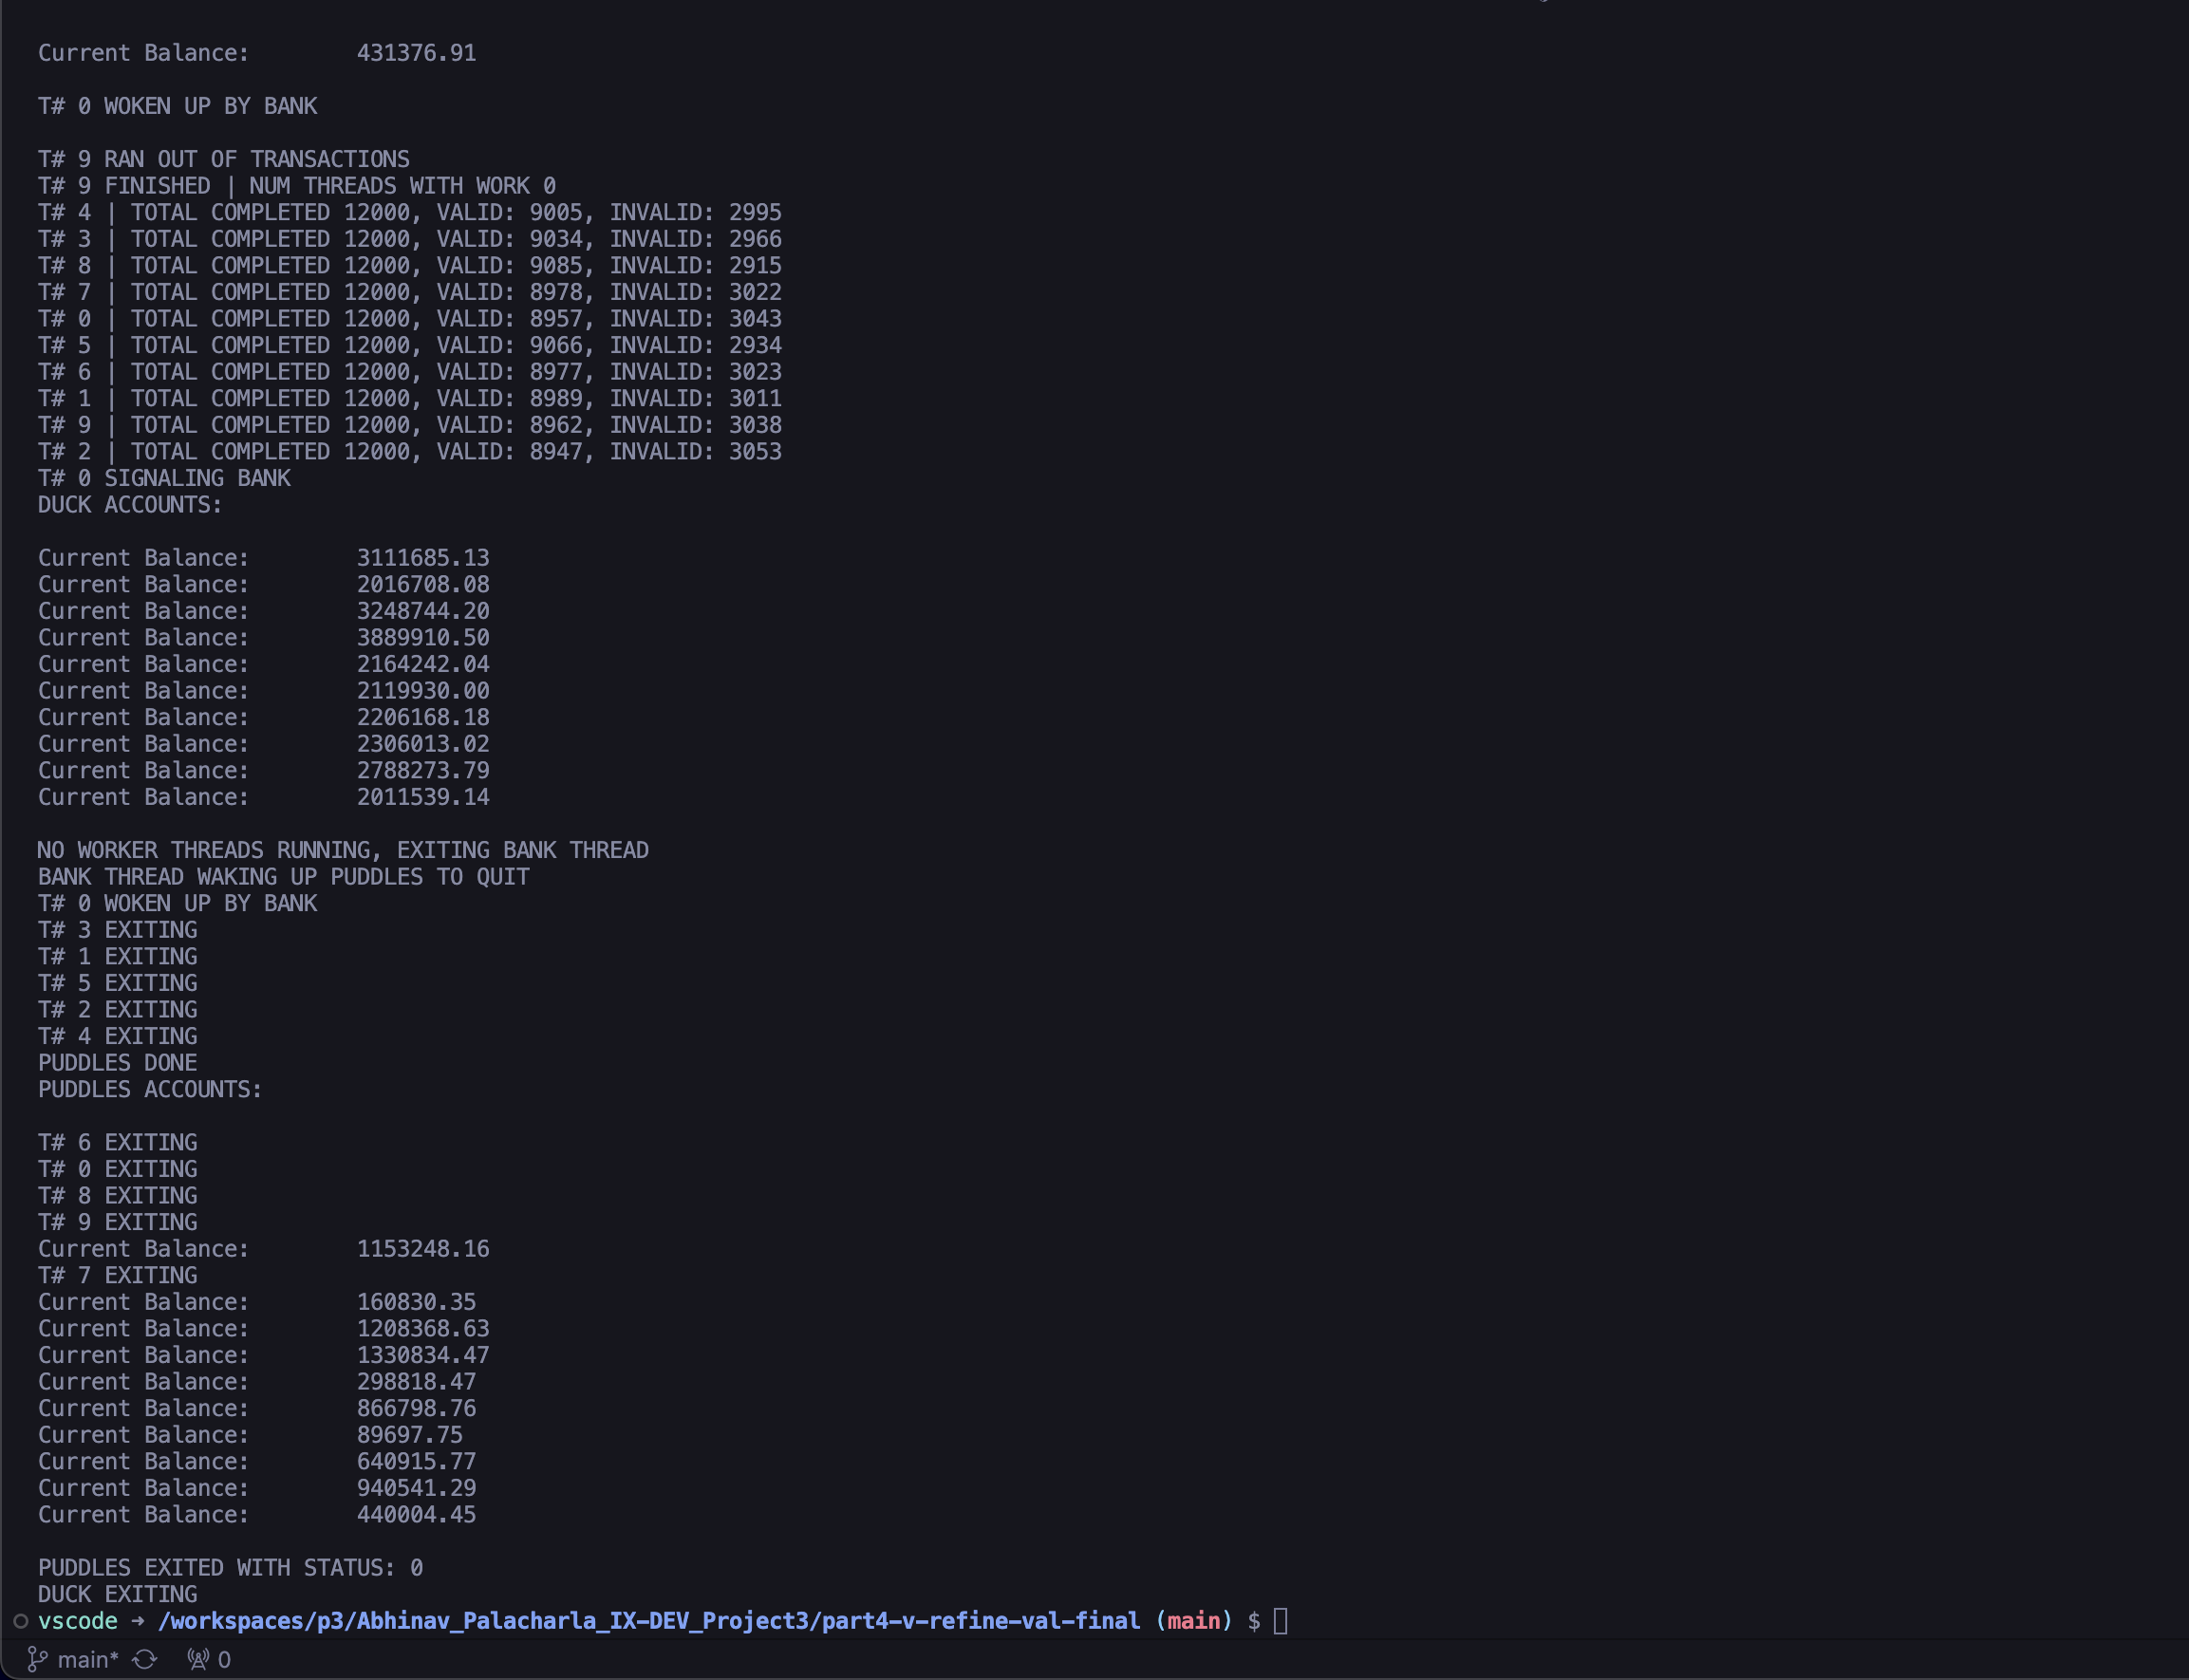 Current Balance:        431376.91
T# 0 WOKEN UP BY BANK
T# 9 RAN OUT OF TRANSACTIONS
T# 9 FINISHED | NUM THREADS WITH WORK 0
T# 4 | TOTAL COMPLETED 12000, VALID: 9005, INVALID: 2995
T# 3 | TOTAL COMPLETED 12000, VALID: 9034, INVALID: 2966
T# 8 | TOTAL COMPLETED 12000, VALID: 9085, INVALID: 2915
T# 7 | TOTAL COMPLETED 12000, VALID: 8978, INVALID: 3022
T# 0 | TOTAL COMPLETED 12000, VALID: 8957, INVALID: 3043
T# 5 | TOTAL COMPLETED 12000, VALID: 9066, INVALID: 2934
T# 6 | TOTAL COMPLETED 12000, VALID: 8977, INVALID: 3023
T# 1 | TOTAL COMPLETED 12000, VALID: 8989, INVALID: 3011
T# 9 | TOTAL COMPLETED 12000, VALID: 8962, INVALID: 3038
T# 2 | TOTAL COMPLETED 12000, VALID: 8947, INVALID: 3053
T# 0 SIGNALING BANK
DUCK ACCOUNTS:
Current Balance:        3111685.13
Current Balance:        2016708.08
Current Balance:        3248744.20
Current Balance:        3889910.50
Current Balance:        2164242.04
Current Balance:        2119930.00
Current Balance:        2206168.18
Current Balance:        2306013.02
Current Balance:        2788273.79
Current Balance:        2011539.14
NO WORKER THREADS RUNNING, EXITING BANK THREAD
BANK THREAD WAKING UP PUDDLES TO QUIT
T# 0 WOKEN UP BY BANK
T# 3 EXITING
T# 1 EXITING
T# 5 EXITING
T# 2 EXITING
T# 4 EXITING
PUDDLES DONE
PUDDLES ACCOUNTS:
T# 6 EXITING
T# 0 EXITING
T# 8 EXITING
T# 9 EXITING
Current Balance:        1153248.16
T# 7 EXITING
Current Balance:        160830.35
Current Balance:        1208368.63
Current Balance:        1330834.47
Current Balance:        298818.47
Current Balance:        866798.76
Current Balance:        89697.75
Current Balance:        640915.77
Current Balance:        940541.29
Current Balance:        440004.45
PUDDLES EXITED WITH STATUS: 0
DUCK EXITING
vscode → /workspaces/p3/Abhinav_Palacharla_IX-DEV_Project3/part4-v-refine-val-final (main) $
main* 0